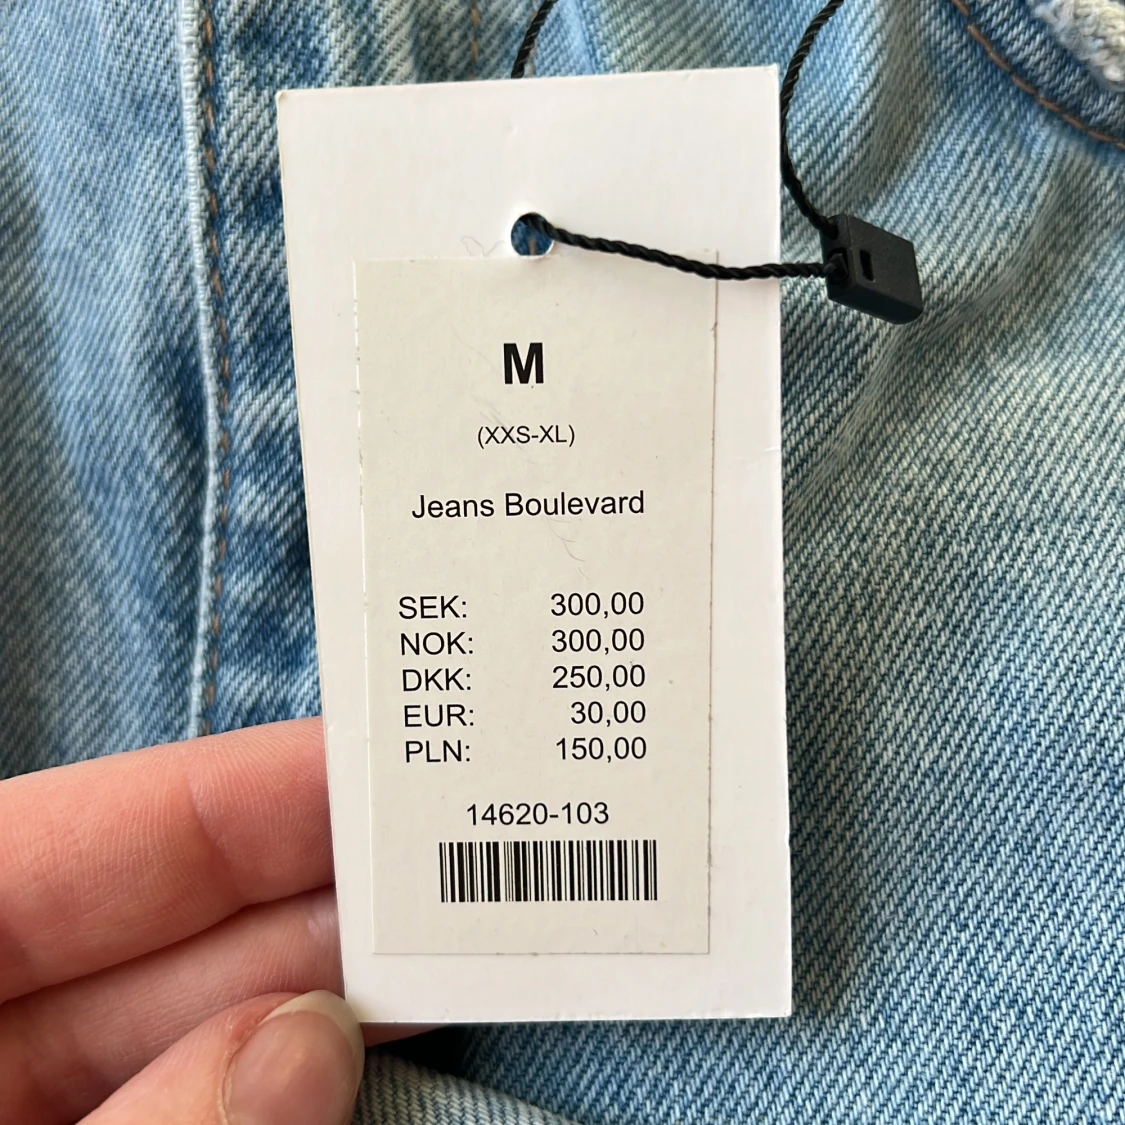 M
(XXS-XL)
Jeans Boulevard
SEK: 300,00
NOK: 300,00
DKK: 250,00
EUR: 30,00
PLN: 150,00
14620-103